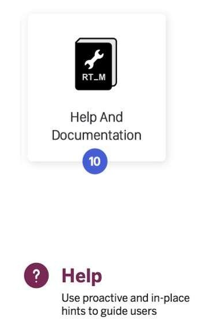 RT_M
Help And
Documentation
10
?
Help
Use proactive and in-place
hints to guide users